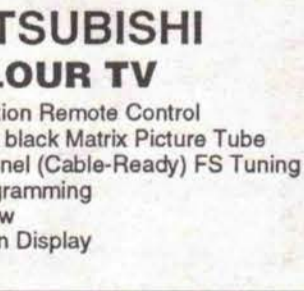 TSUBISHI
LOUR TV
tion Remote Control
black Matrix Picture Tube
nel (Cable-Ready) FS Tuning
gramming
w
n Display